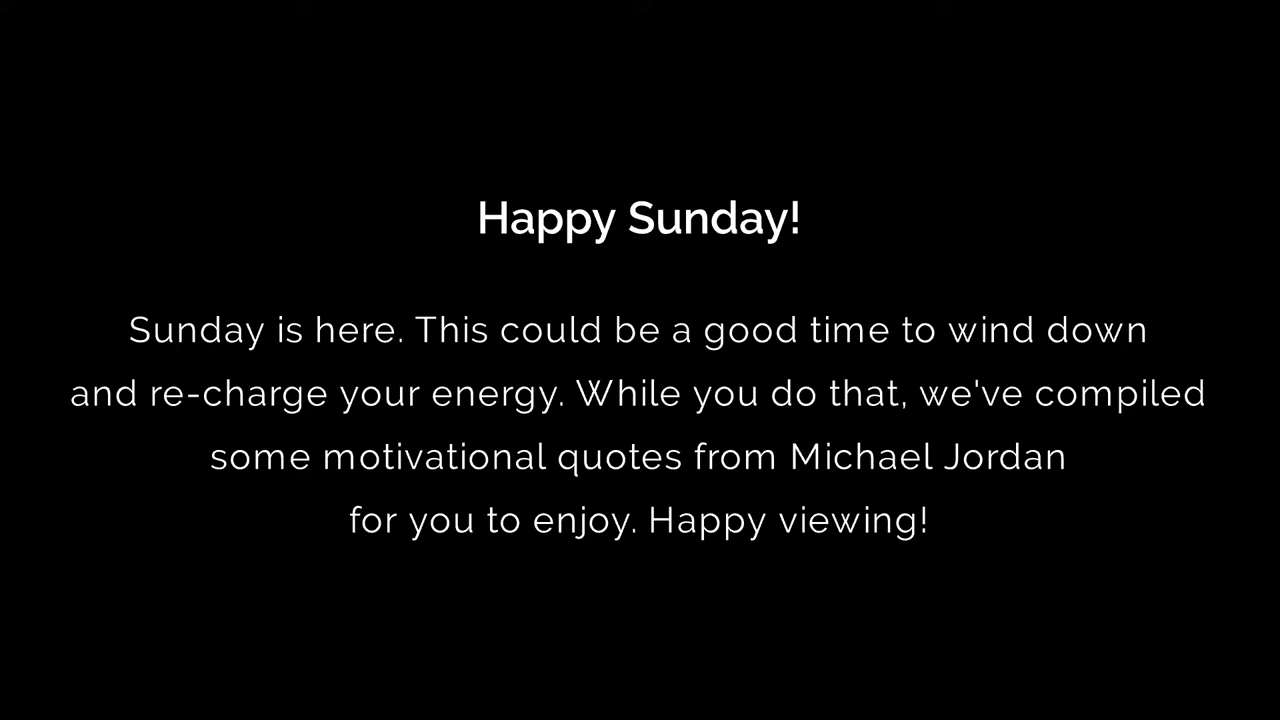 Happy Sunday!
Sunday is here. This could be a good time to wind down
and re-charge your energy. While you do that, we've compiled
some motivational quotes from Michael Jordan
for you to enjoy. Happy viewing!